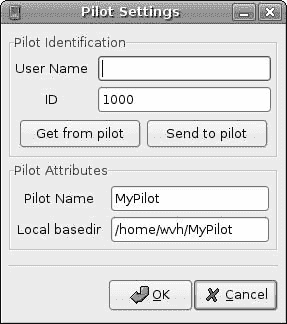 Pilot Settings
Pilot Identification
User Name
ID 1000
Get from pilot Send to pilot
Pilot Attributes
Pilot Name MyPilot
Local basedir /home/wvh/MyPilot
OK Cancel